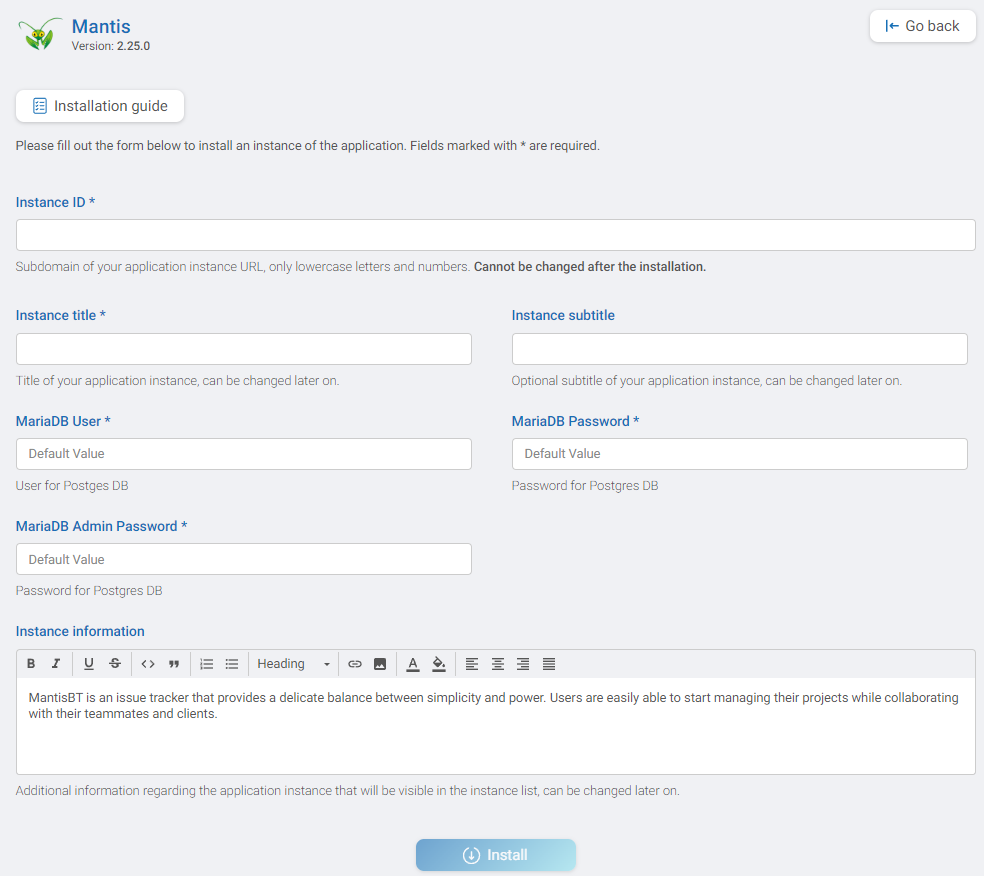 Mantis
Version: 2.25.0
Go back
Installation guide
Please fill out the form below to install an instance of the application. Fields marked with * are required.
Instance ID *
Subdomain of your application instance URL, only lowercase letters and numbers. Cannot be changed after the installation.
Instance title *
Instance subtitle
Title of your application instance, can be changed later on.
Optional subtitle of your application instance, can be changed later on.
MariaDB User *
MariaDB Password *
Default Value
Default Value
User for Postges DB
Password for Postgres DB
MariaDB Admin Password *
Default Value
Password for Postgres DB
Instance information
B I U S Heading A
MantisBT is an issue tracker that provides a delicate balance between simplicity and power. Users are easily able to start managing their projects while collaborating
with their teammates and clients.
Additional information regarding the application instance that will be visible in the instance list, can be changed later on.
Install